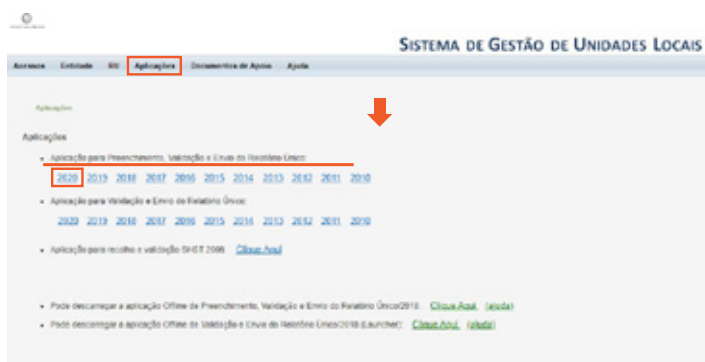 SISTEMA DE GESTÃO DE UNIDADES LOCAIS
Acessos Entidade RU Aplicações Documentos de Apoio Ajuda
Aplicações
Aplicações
Aplicação para Preenchimento, Validação e Envio do Relatório Único:
2020 2019 2018 2017 2016 2015 2014 2013 2012 2011 2010
Aplicação para Validação e Envio do Relatório Único:
2020 2019 2018 2017 2016 2015 2014 2013 2012 2011 2010
Aplicação para recolha e validação SHST 2008 Clique Aqui
Pode descarregar a aplicação Offline de Preenchimento, Validação e Envio do Relatório Único/2018: Clique Aqui. (ajuda)
Pode descarregar a aplicação Offline de Validação e Envio de Relatório Único/2018 (Launcher): Clique Aqui. (ajuda)